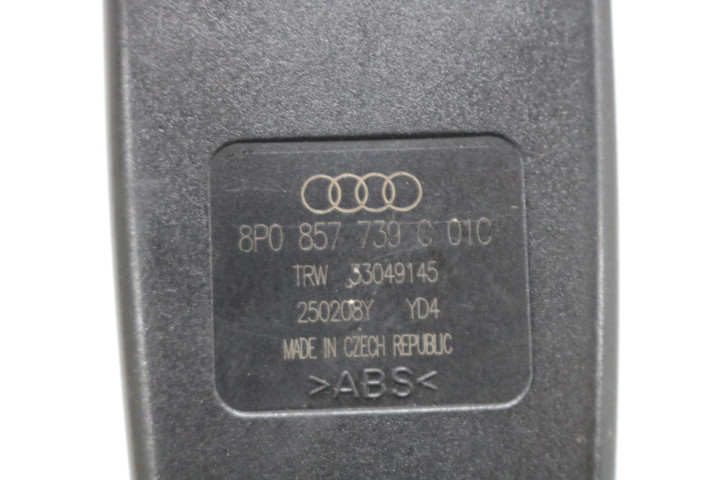 8P0 857 739 C 01C
TRW 33049145
250208Y YD4
MADE IN CZECH REPUBLIC
>ABS<